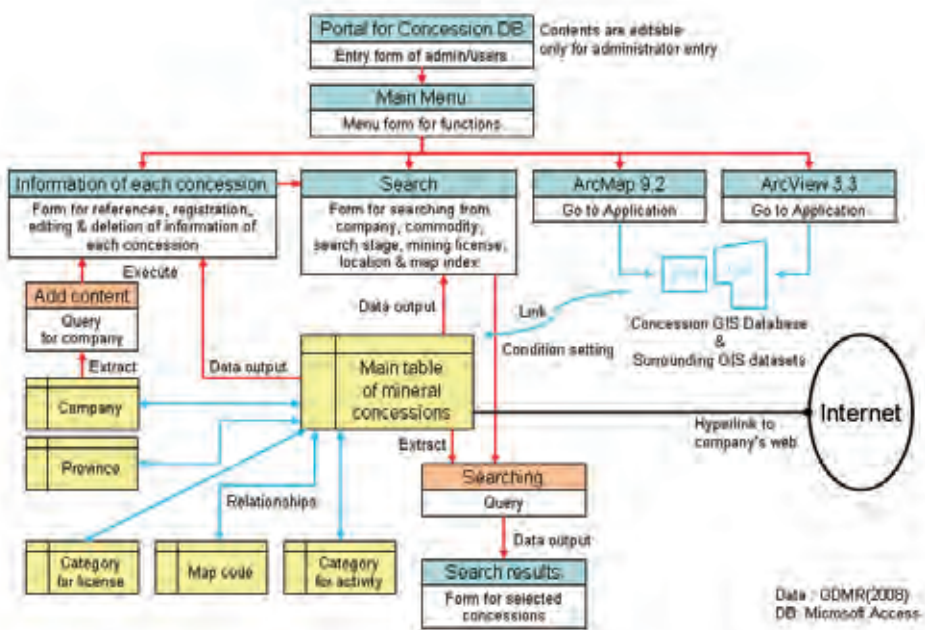 Portal for Concession DB
Entry form of admin/users
Contents are editable
only for administrator entry
Main Menu
Menu form for functions
Information of each concession
Form for references, registration,
editing & deletion of information of
each concession
Search
Form for searching from
company, commodity,
search stage, mining license,
location & map index
ArcMap 9.2
Go to Application
ArcView 3.3
Go to Application
Execute
Add content
Query
for company
Extract
Data output
Data output
Link
Condition setting
Concession GIS Database
&
Surrounding GIS datasets
Main table
of mineral
concessions
Company
Province
Internet
Hyperlink to
company's web
Extract
Searching
Query
Relationships
Data output
Category
for license
Map code
Category
for activity
Search results
Form for selected
concessions
Data : GDMR(2008)
DB: Microsoft Access